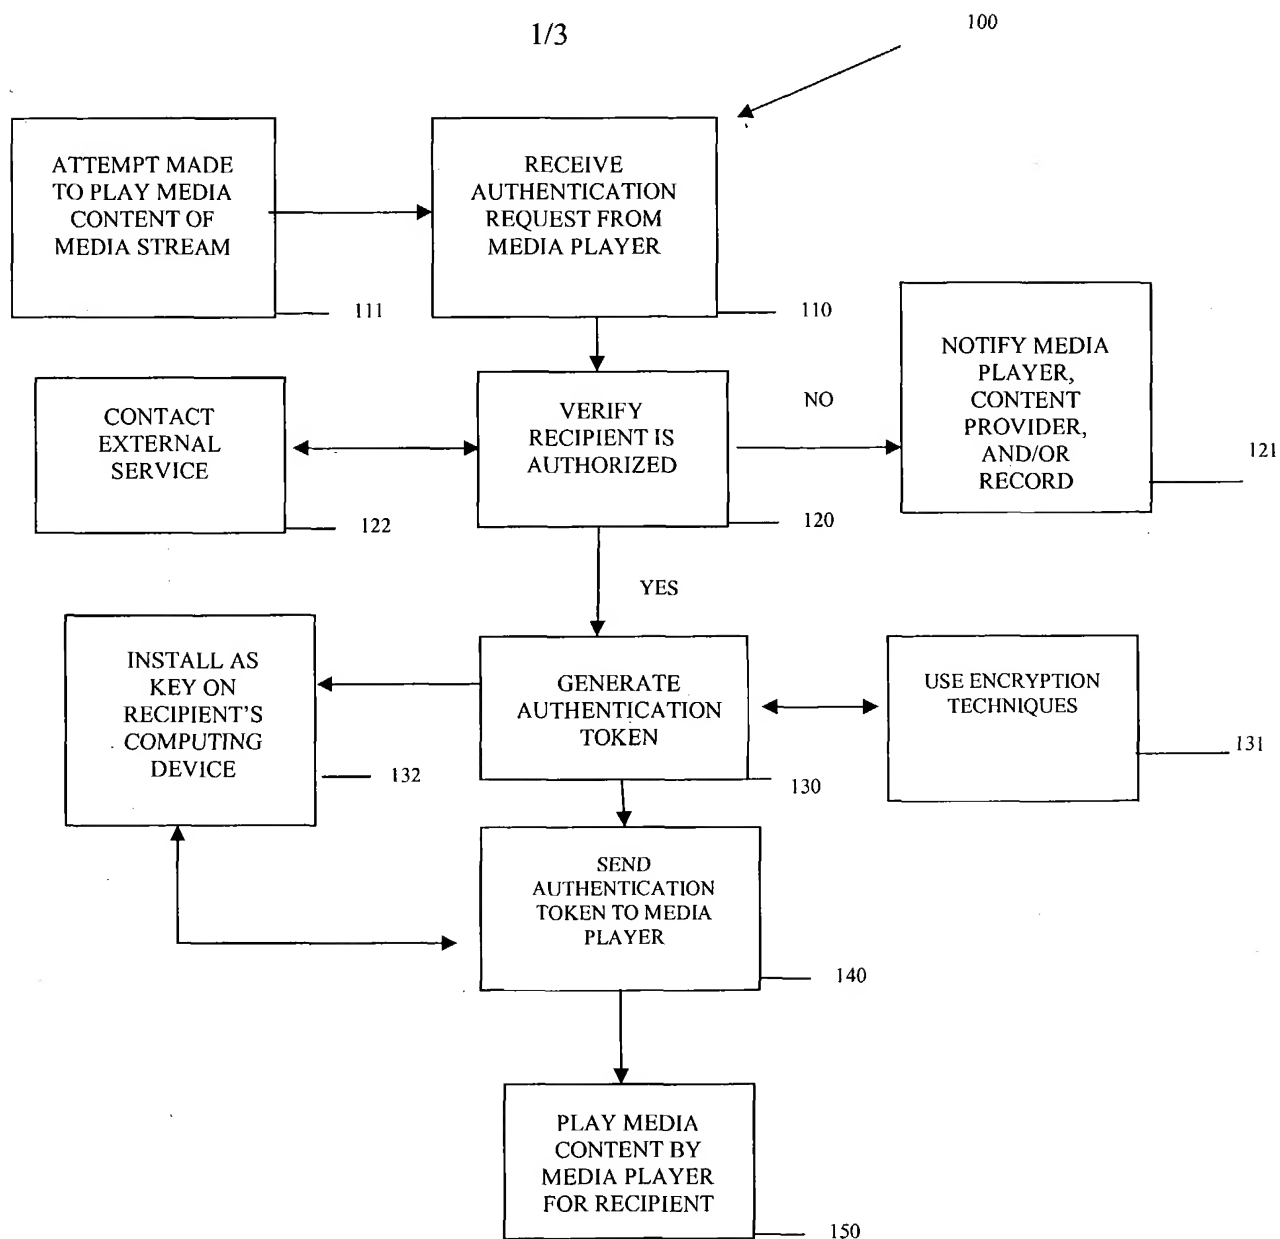 1/3
100
ATTEMPT MADE
TO PLAY MEDIA
CONTENT OF
MEDIA STREAM
111
RECEIVE
AUTHENTICATION
REQUEST FROM
MEDIA PLAYER
110
NOTIFY MEDIA
PLAYER,
CONTENT
PROVIDER,
AND/OR
RECORD
121
CONTACT
EXTERNAL
SERVICE
122
VERIFY
RECIPIENT IS
AUTHORIZED
120
NO
YES
INSTALL AS
KEY ON
RECIPIENT'S
COMPUTING
DEVICE
132
GENERATE
AUTHENTICATION
TOKEN
130
USE ENCRYPTION
TECHNIQUES
131
SEND
AUTHENTICATION
TOKEN TO MEDIA
PLAYER
140
PLAY MEDIA
CONTENT BY
MEDIA PLAYER
FOR RECIPIENT
150